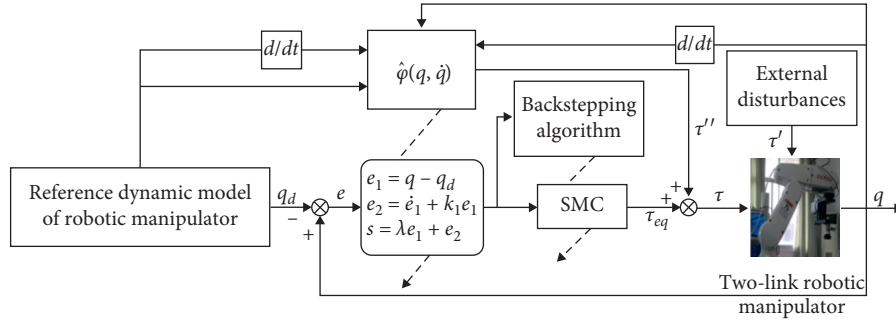 d/dt
φ̂(q, q̇)
d/dt
External
disturbances
Backstepping
algorithm
τ′′
τ′
Reference dynamic model
of robotic manipulator
q_d
−
+
e
e₁ = q − q_d
e₂ = ė₁ + k₁e₁
s = λe₁ + e₂
SMC
τ_eq
+
+
τ
q
Two-link robotic
manipulator